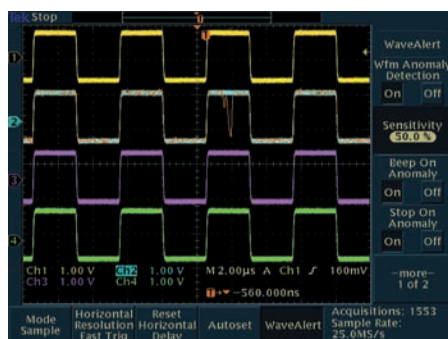 Tek Stop
T
T
1
2
3
4
Ch1 1.00 V Ch2 1.00 V M 2.00µs A Ch1 160mV
Ch3 1.00 V Ch4 1.00 V
T → ▼ −560.000ns
WaveAlert
Wfm Anomaly
Detection
On Off
Sensitivity
50.0 %
Beep On
Anomaly
On Off
Stop On
Anomaly
On Off
-more-
1 of 2
Mode
Sample
Horizontal
Resolution
Fast Trig
Reset
Horizontal
Delay
Autoset
WaveAlert
Acquisitions: 1553
Sample Rate:
25.0MS/s